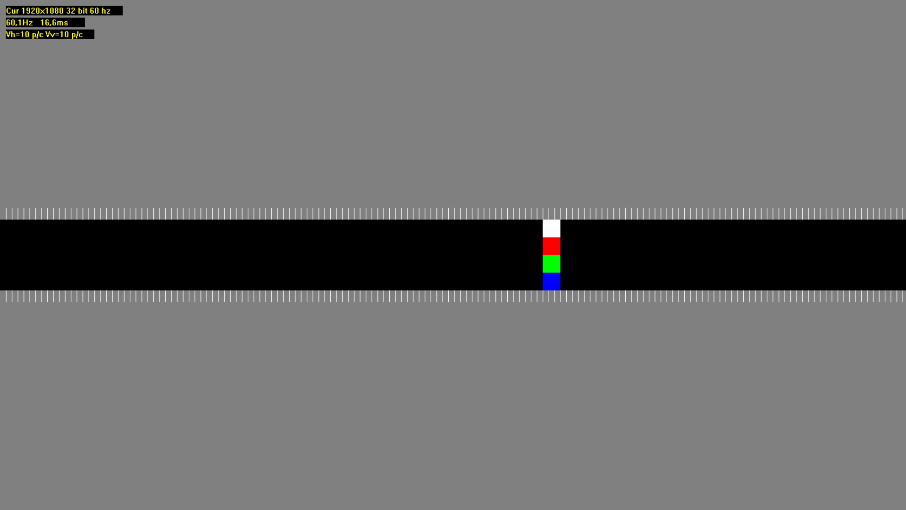 Cur 1920x1080 32 bit 60 hz
60,1Hz 16,6ms
Vh=10 p/c Vv=10 p/c